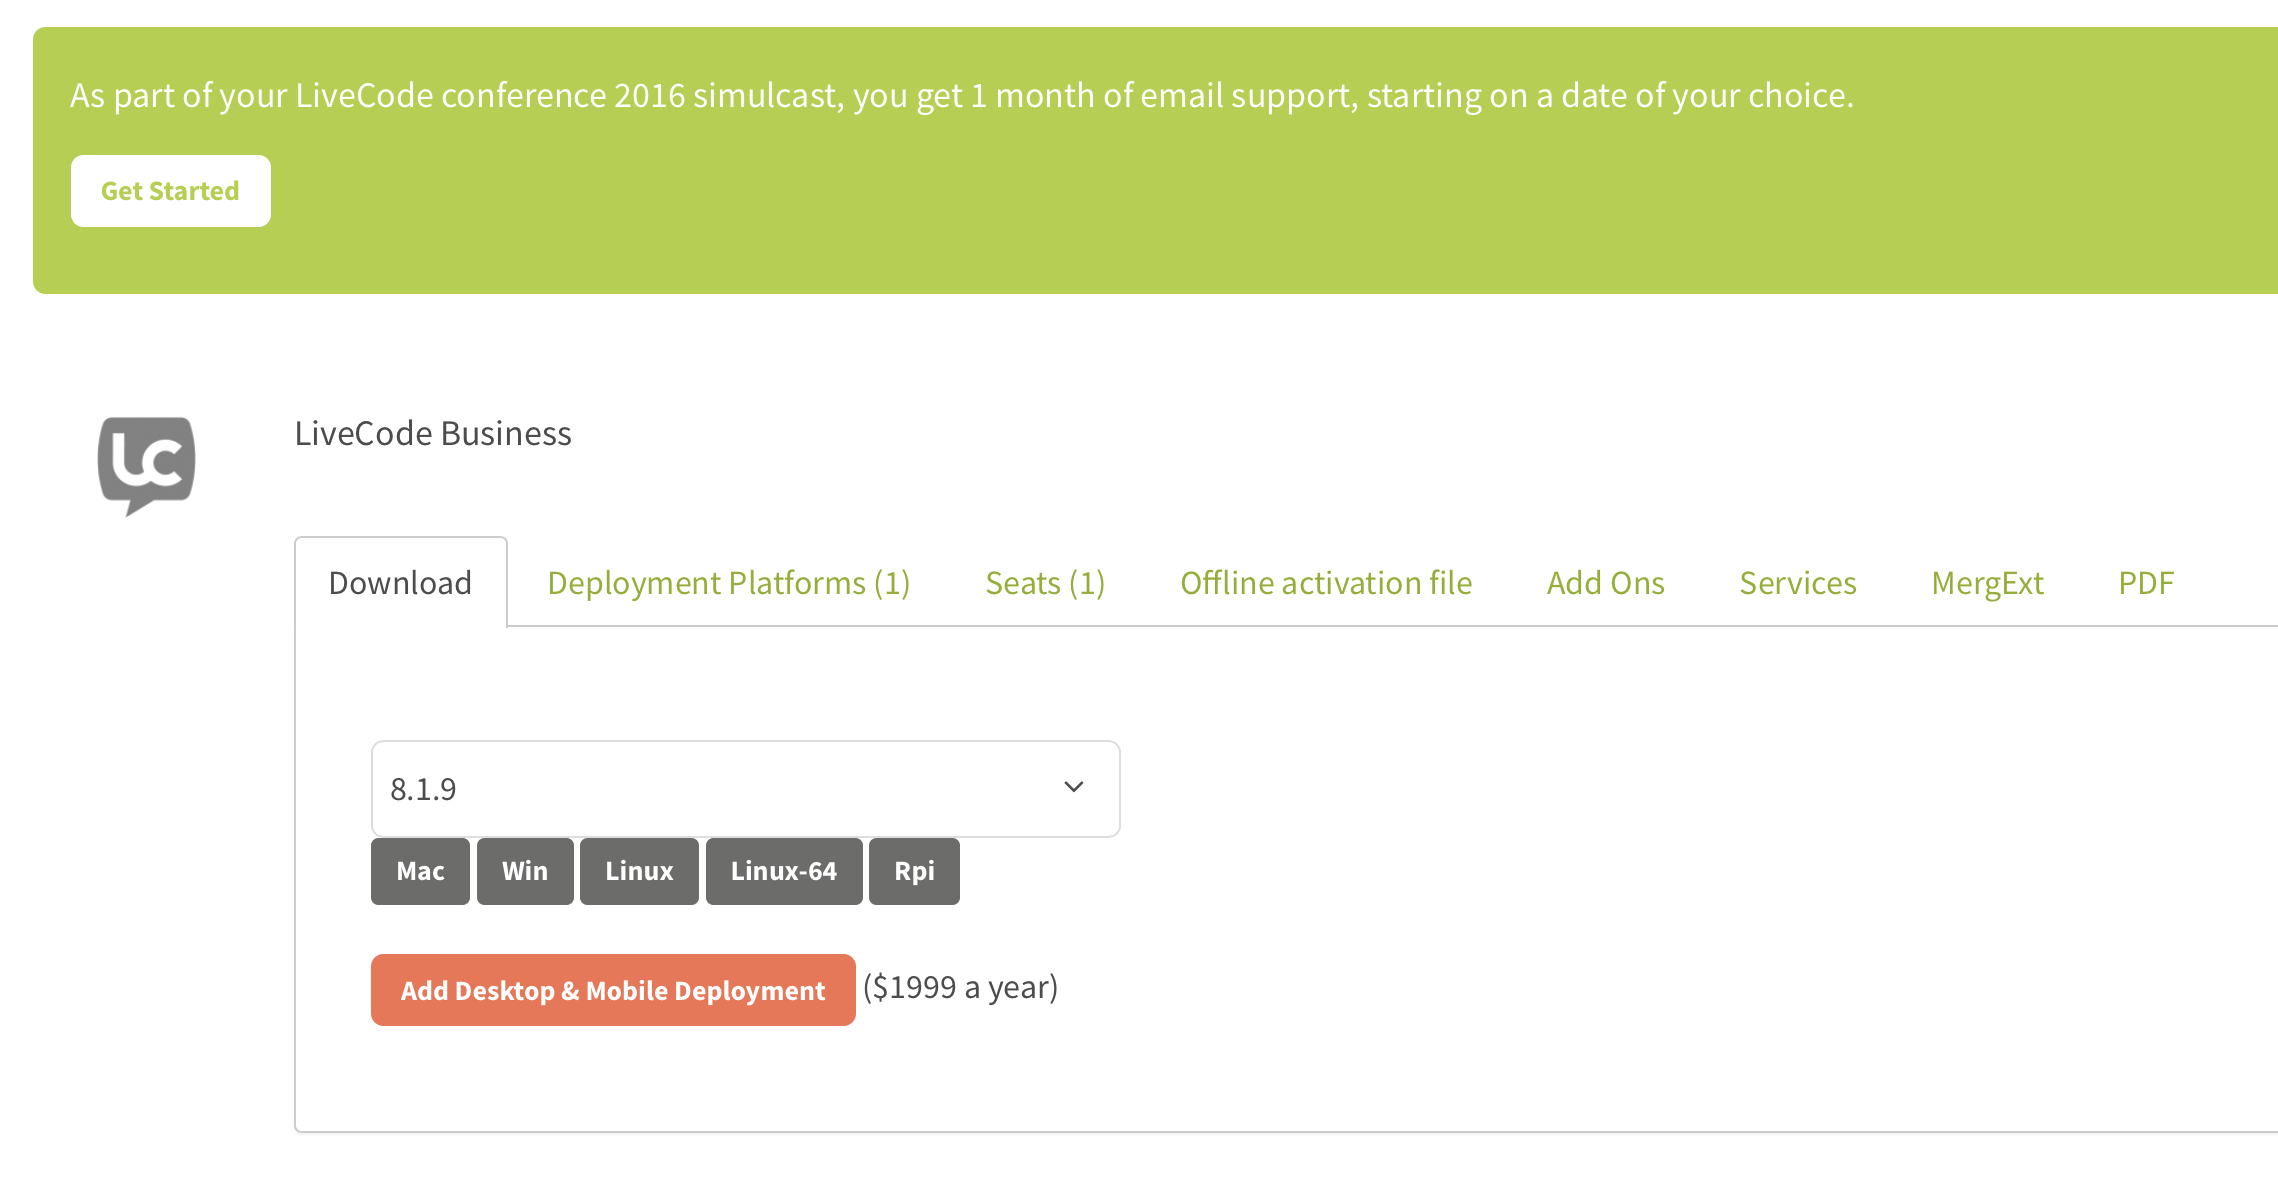 As part of your LiveCode conference 2016 simulcast, you get 1 month of email support, starting on a date of your choice.
Get Started
LC
LiveCode Business
Download Deployment Platforms (1) Seats (1) Offline activation file Add Ons Services MergExt PDF
8.1.9
Mac Win Linux Linux-64 Rpi
Add Desktop & Mobile Deployment ($1999 a year)